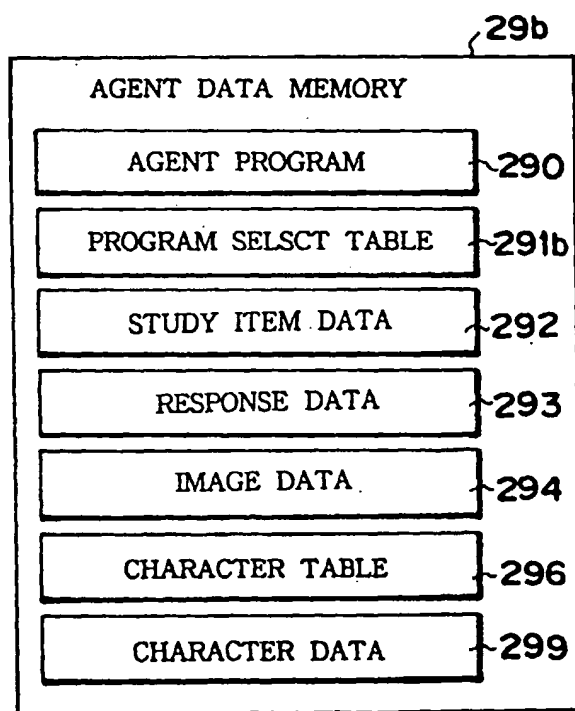 29b
AGENT DATA MEMORY
AGENT PROGRAM 290
PROGRAM SELSCT TABLE 291b
STUDY ITEM DATA 292
RESPONSE DATA 293
IMAGE DATA 294
CHARACTER TABLE 296
CHARACTER DATA 299